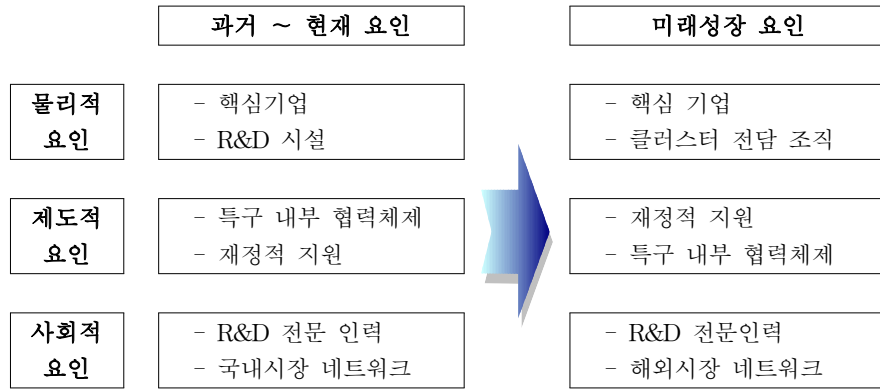 과거 ~ 현재 요인
미래성장 요인
물리적
요인
- 핵심기업
- R&D 시설
- 핵심 기업
- 클러스터 전담 조직
제도적
요인
- 특구 내부 협력체제
- 재정적 지원
- 재정적 지원
- 특구 내부 협력체제
사회적
요인
- R&D 전문 인력
- 국내시장 네트워크
- R&D 전문인력
- 해외시장 네트워크